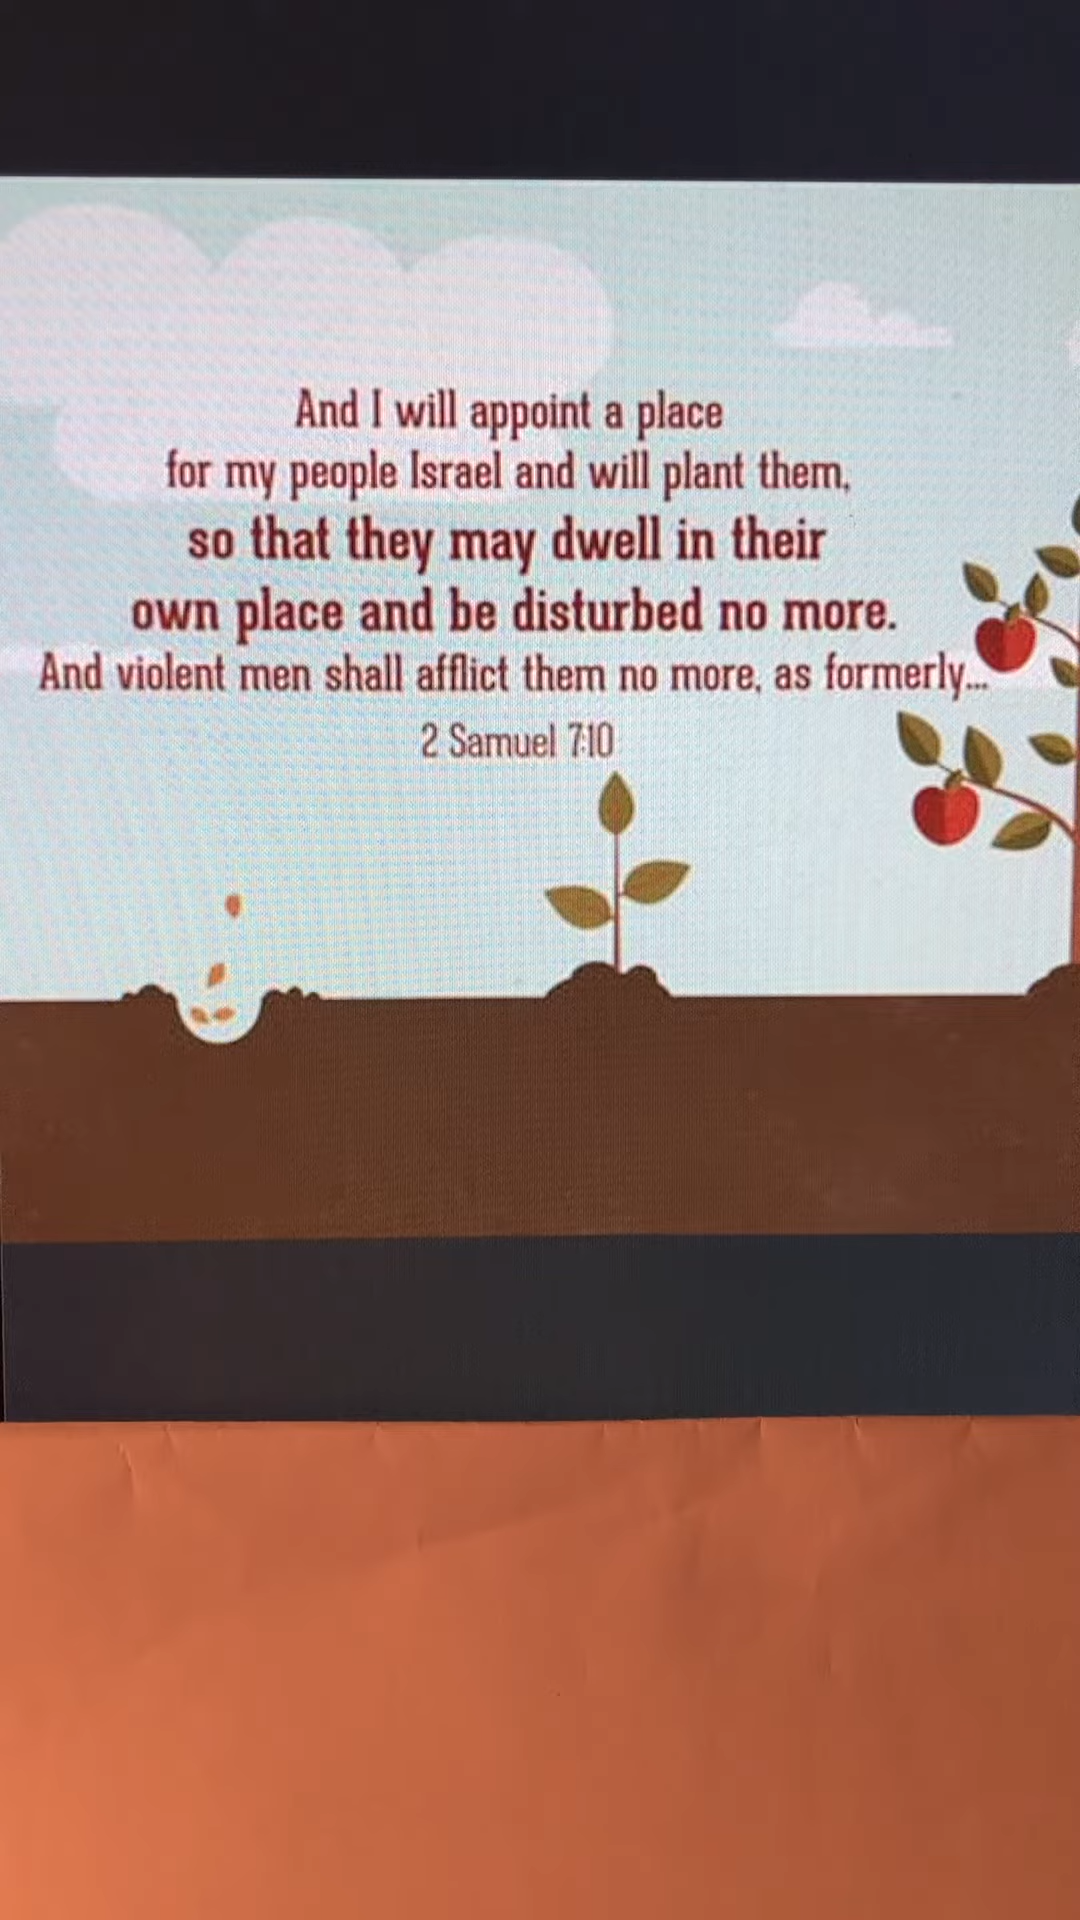 And I will appoint a place
for my people Israel and will plant them,
so that they may dwell in their
own place and be disturbed no more.
And violent men shall afflict them no more, as formerly...
2 Samuel 7:10